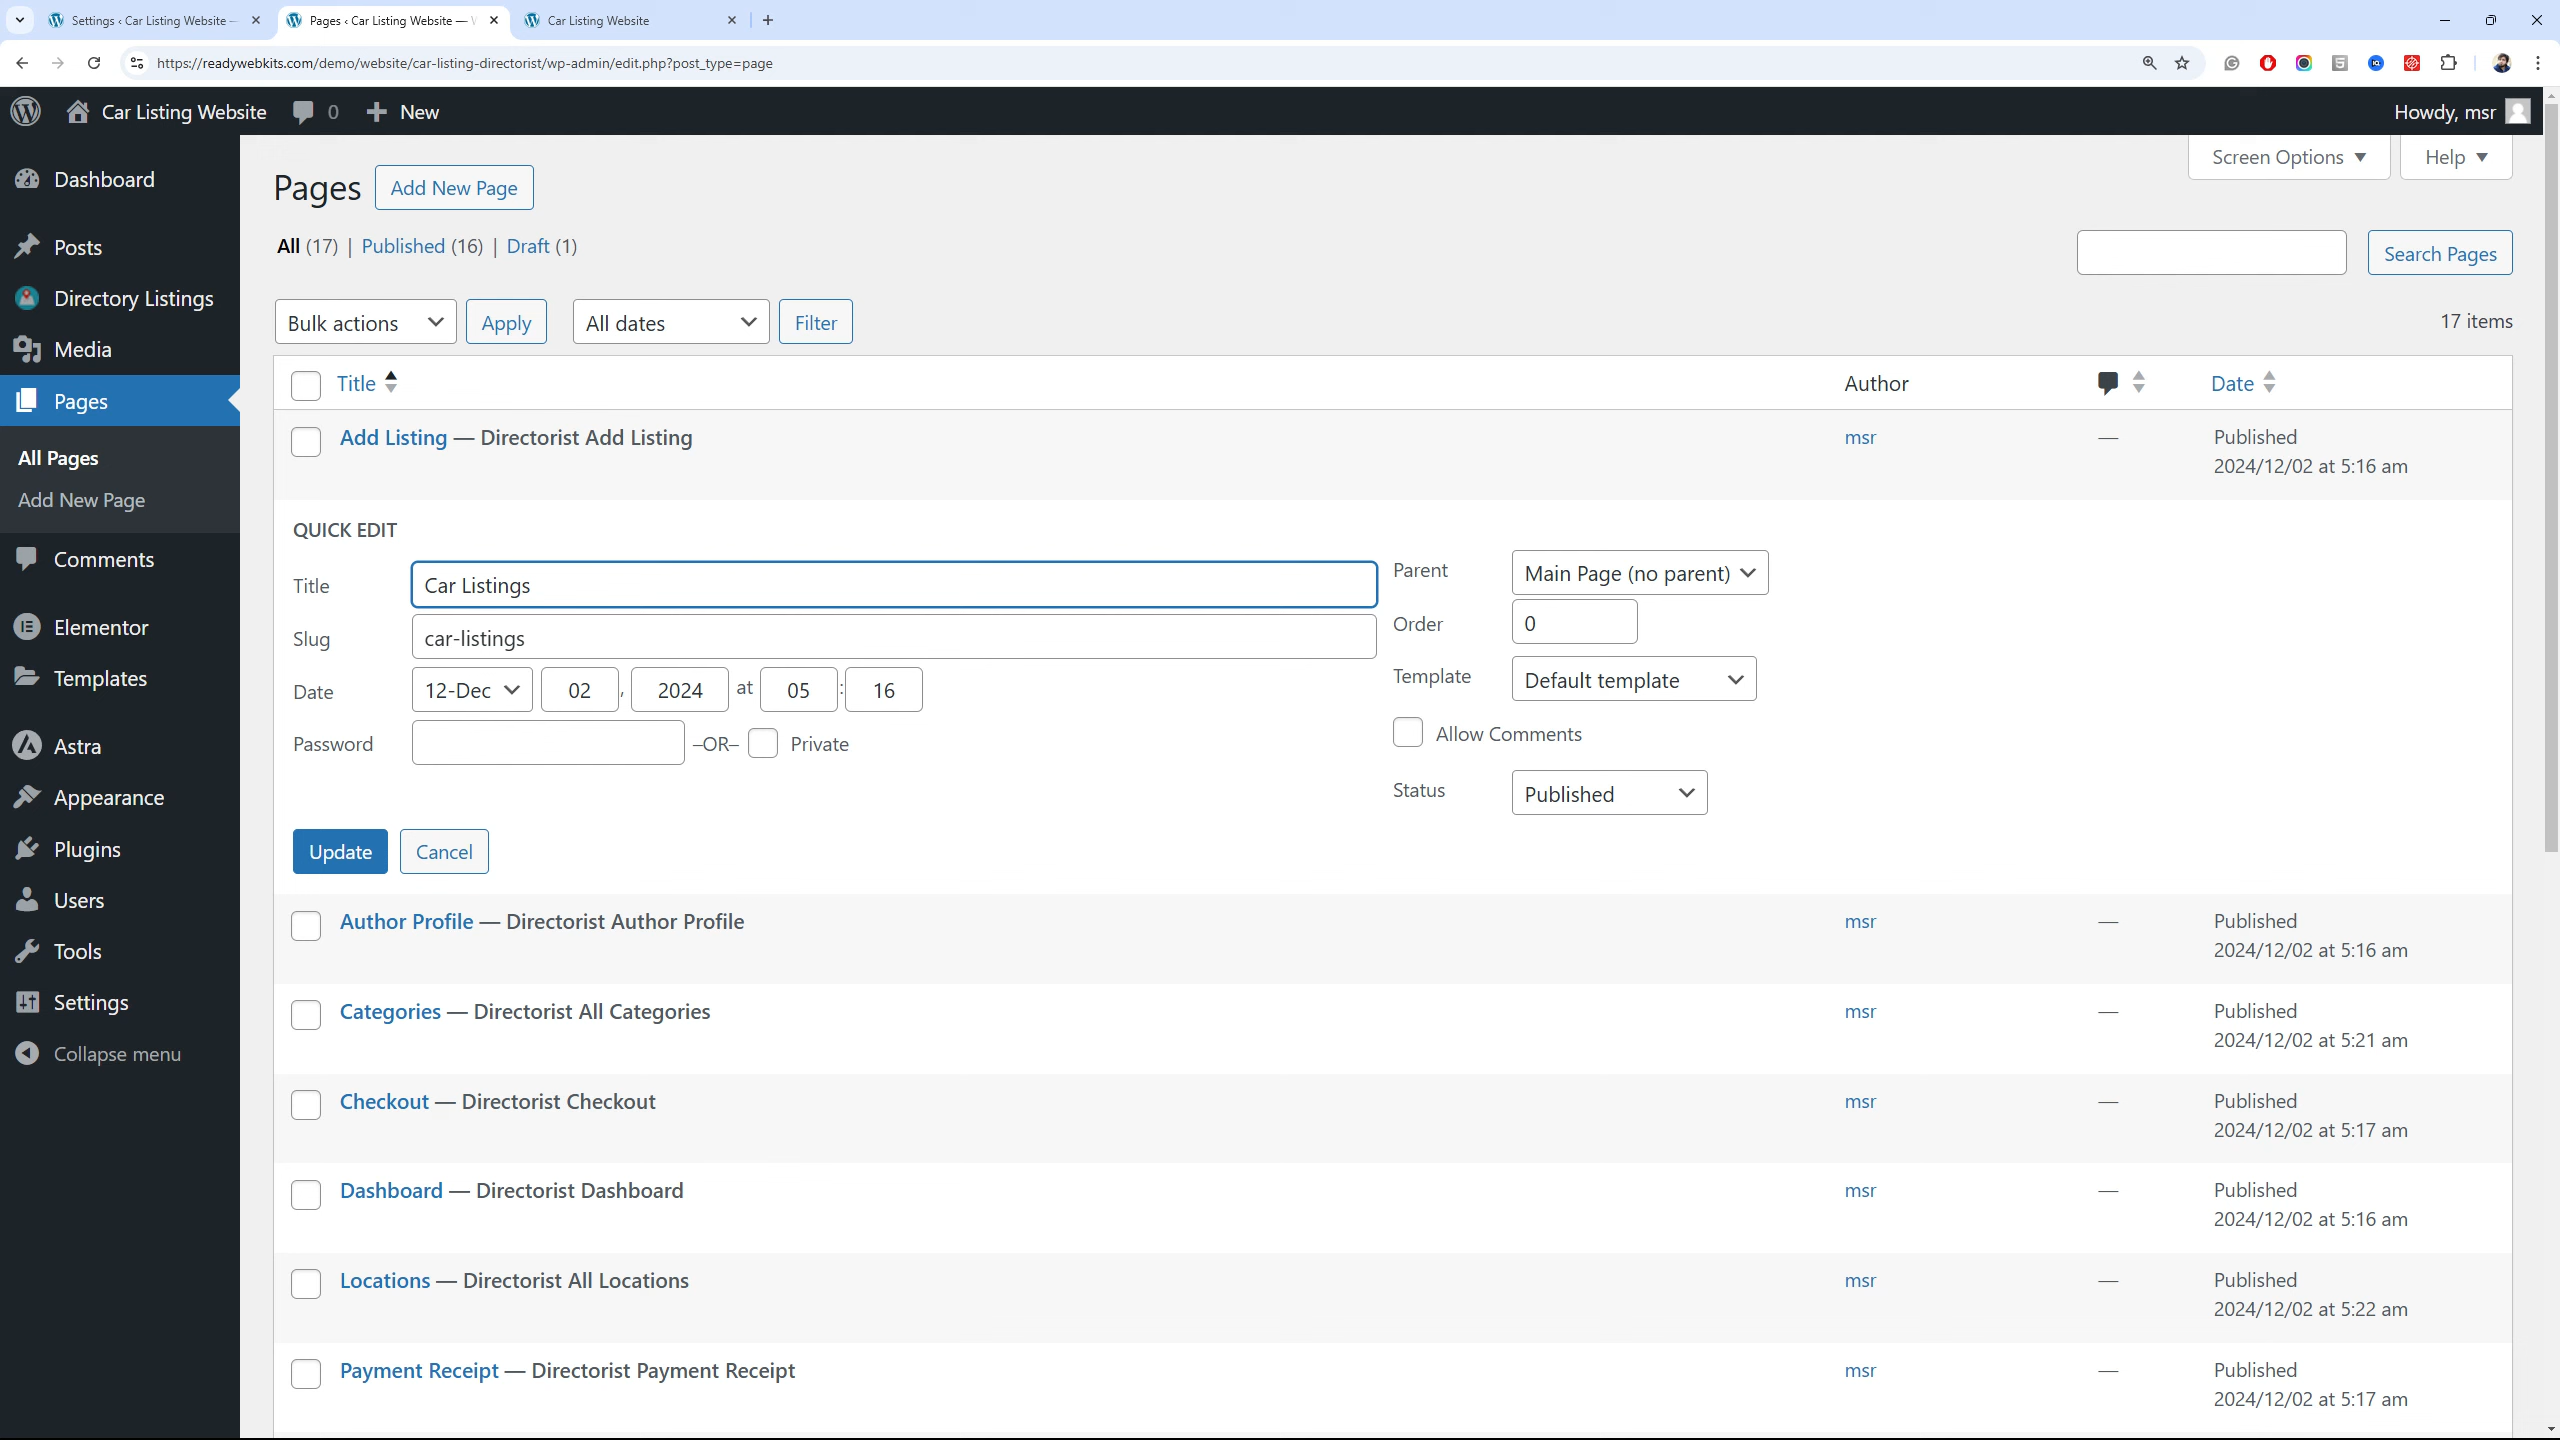 Settings ‹ Car Listing Website —
Pages ‹ Car Listing Website — W
Car Listing Website
https://readywebkits.com/demo/website/car-listing-directorist/wp-admin/edit.php?post_type=page
Car Listing Website
0
New
Howdy, msr
Dashboard
Posts
Directory Listings
Media
Pages
All Pages
Add New Page
Comments
Elementor
Templates
Astra
Appearance
Plugins
Users
Tools
Settings
Collapse menu
Screen Options
Help
Pages
Add New Page
All (17) | Published (16) | Draft (1)
Search Pages
Bulk actions
Apply
All dates
Filter
17 items
Title
Author
Date
Add Listing — Directorist Add Listing
msr
—
Published
2024/12/02 at 5:16 am
QUICK EDIT
Title
Car Listings
Slug
car-listings
Date
12-Dec
02
,
2024
at
05
:
16
Password
–OR–
Private
Parent
Main Page (no parent)
Order
0
Template
Default template
Allow Comments
Status
Published
Update
Cancel
Author Profile — Directorist Author Profile
msr
—
Published
2024/12/02 at 5:16 am
Categories — Directorist All Categories
msr
—
Published
2024/12/02 at 5:21 am
Checkout — Directorist Checkout
msr
—
Published
2024/12/02 at 5:17 am
Dashboard — Directorist Dashboard
msr
—
Published
2024/12/02 at 5:16 am
Locations — Directorist All Locations
msr
—
Published
2024/12/02 at 5:22 am
Payment Receipt — Directorist Payment Receipt
msr
—
Published
2024/12/02 at 5:17 am